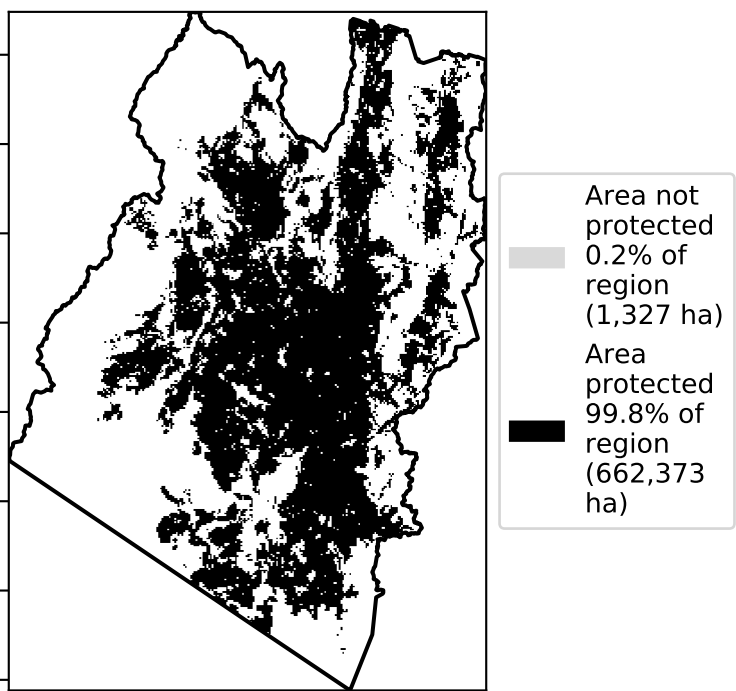 Area not
protected
0.2% of
region
(1,327 ha)
Area
protected
99.8% of
region
(662,373
ha)